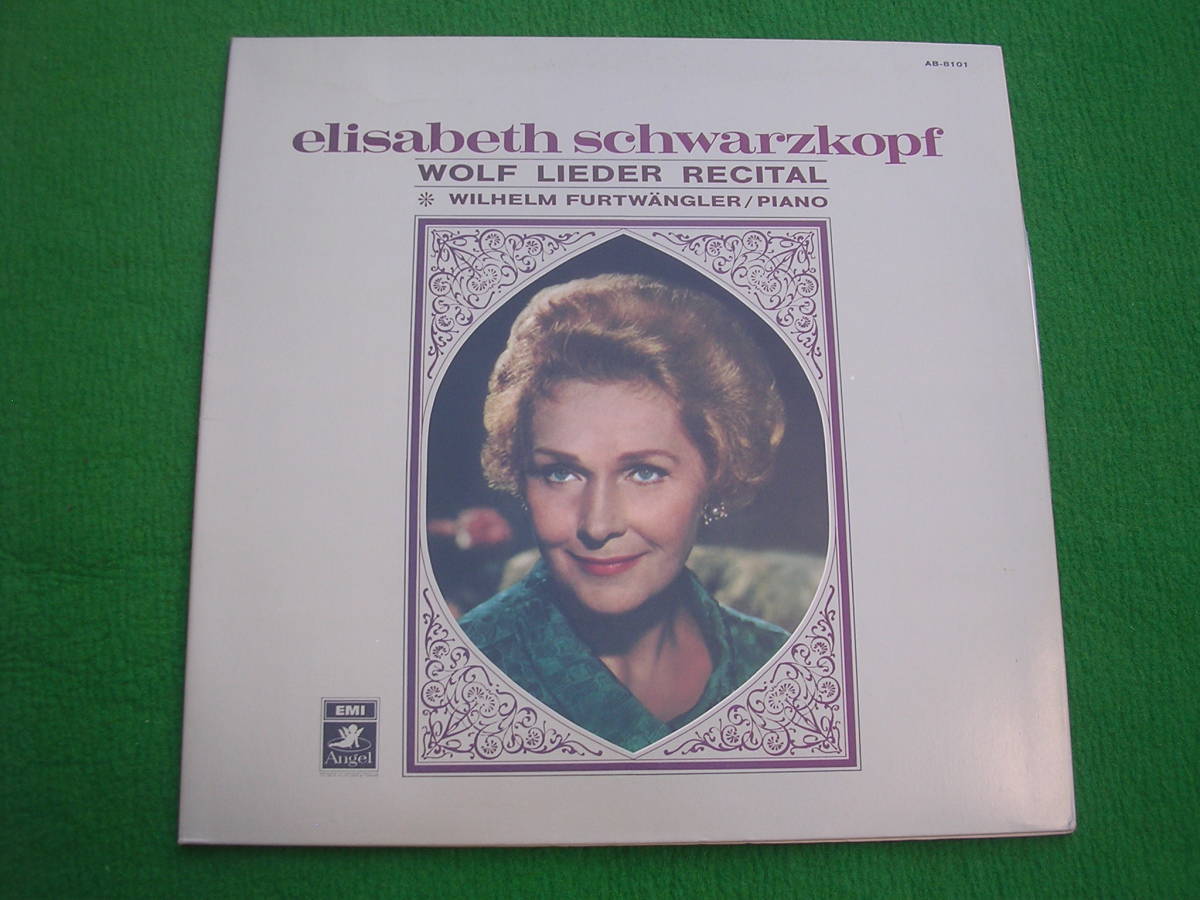 AB-8101
elisabeth schwarzkopf
WOLF LIEDER RECITAL
* WILHELM FURTWÄNGLER/PIANO
EMI
Angel